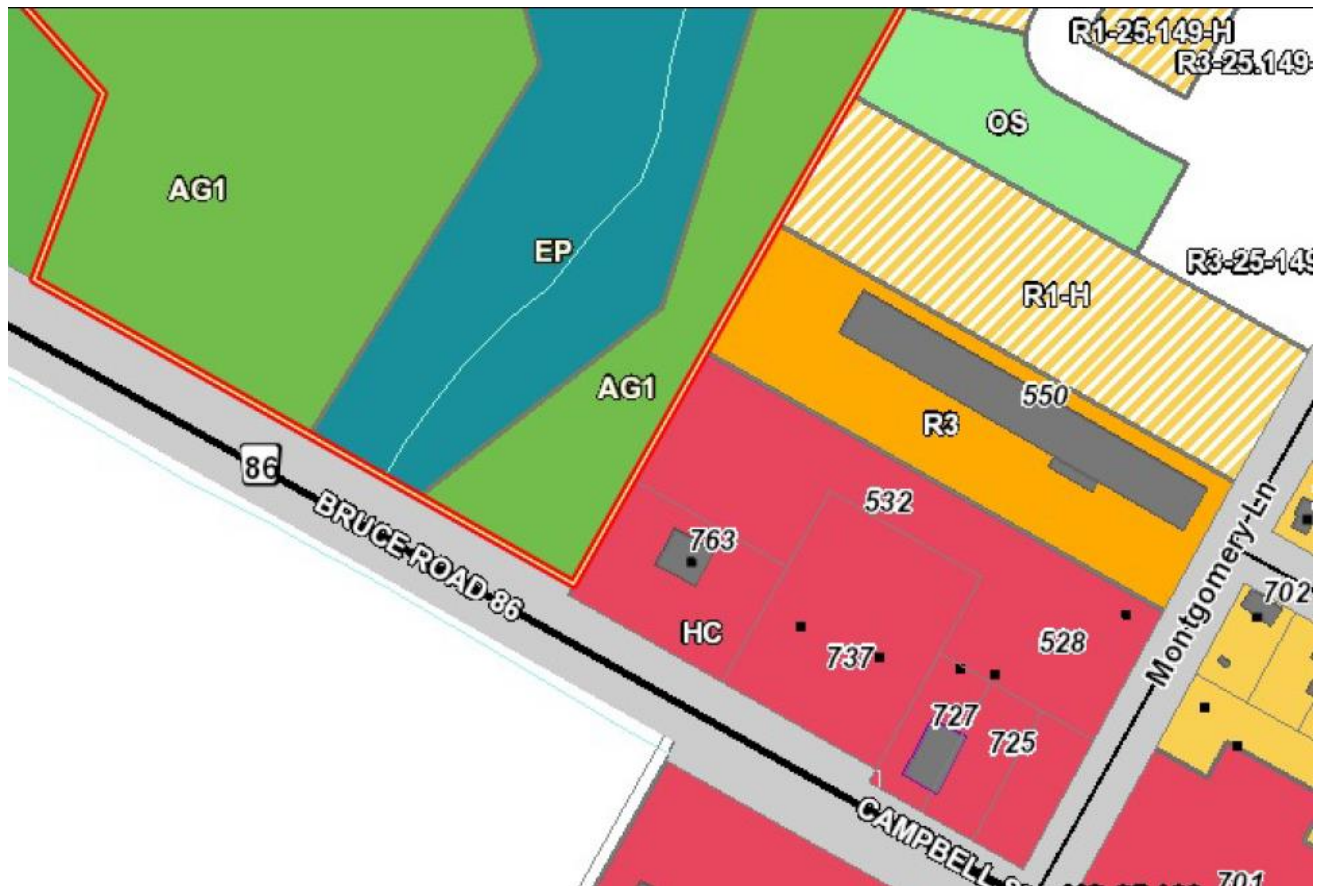 R1-25.149-H
R3-25.149-
OS
AG1
EP
R3-25-149
R1-H
AG1
550
R3
86
BRUCE ROAD 86
532
763
HC
737
528
Montgomery Ln
702
727
725
CAMPBELL
701